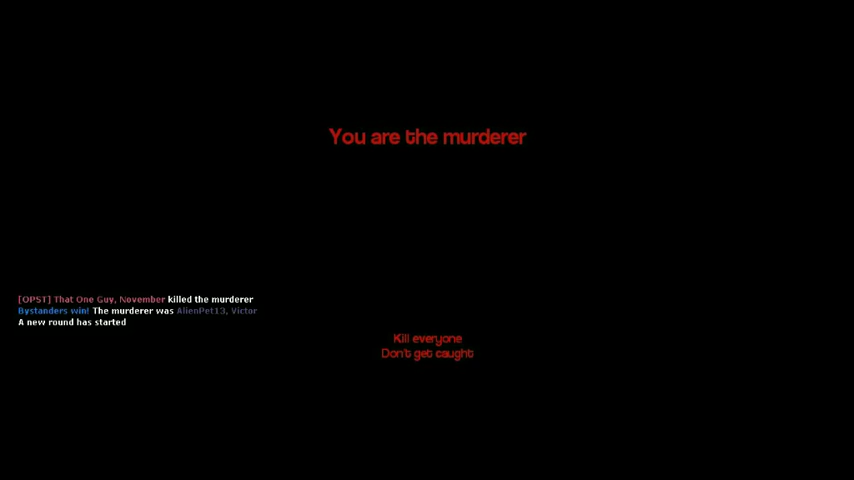 You are the murderer
[OPST] That One Guy, November killed the murderer
Bystanders win! The murderer was AlienPet13, Victor
A new round has started
Kill everyone
Don't get caught